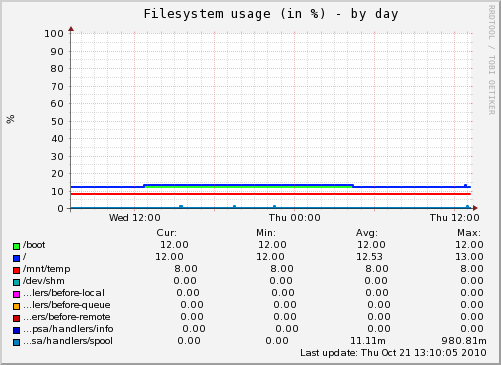 Filesystem usage (in %) - by day
RRDTOOL / TOBI OETIKER
%
100
90
80
70
60
50
40
30
20
10
0
Wed 12:00 Thu 00:00 Thu 12:00
Cur: Min: Avg: Max:
/boot 12.00 12.00 12.00 12.00
/ 12.00 12.00 12.53 13.00
/mnt/temp 8.00 8.00 8.00 8.00
/dev/shm 0.00 0.00 0.00 0.00
...lers/before-local 0.00 0.00 0.00 0.00
...lers/before-queue 0.00 0.00 0.00 0.00
...ers/before-remote 0.00 0.00 0.00 0.00
...psa/handlers/info 0.00 0.00 0.00 0.00
...sa/handlers/spool 0.00 0.00 11.11m 980.81m
Last update: Thu Oct 21 13:10:05 2010